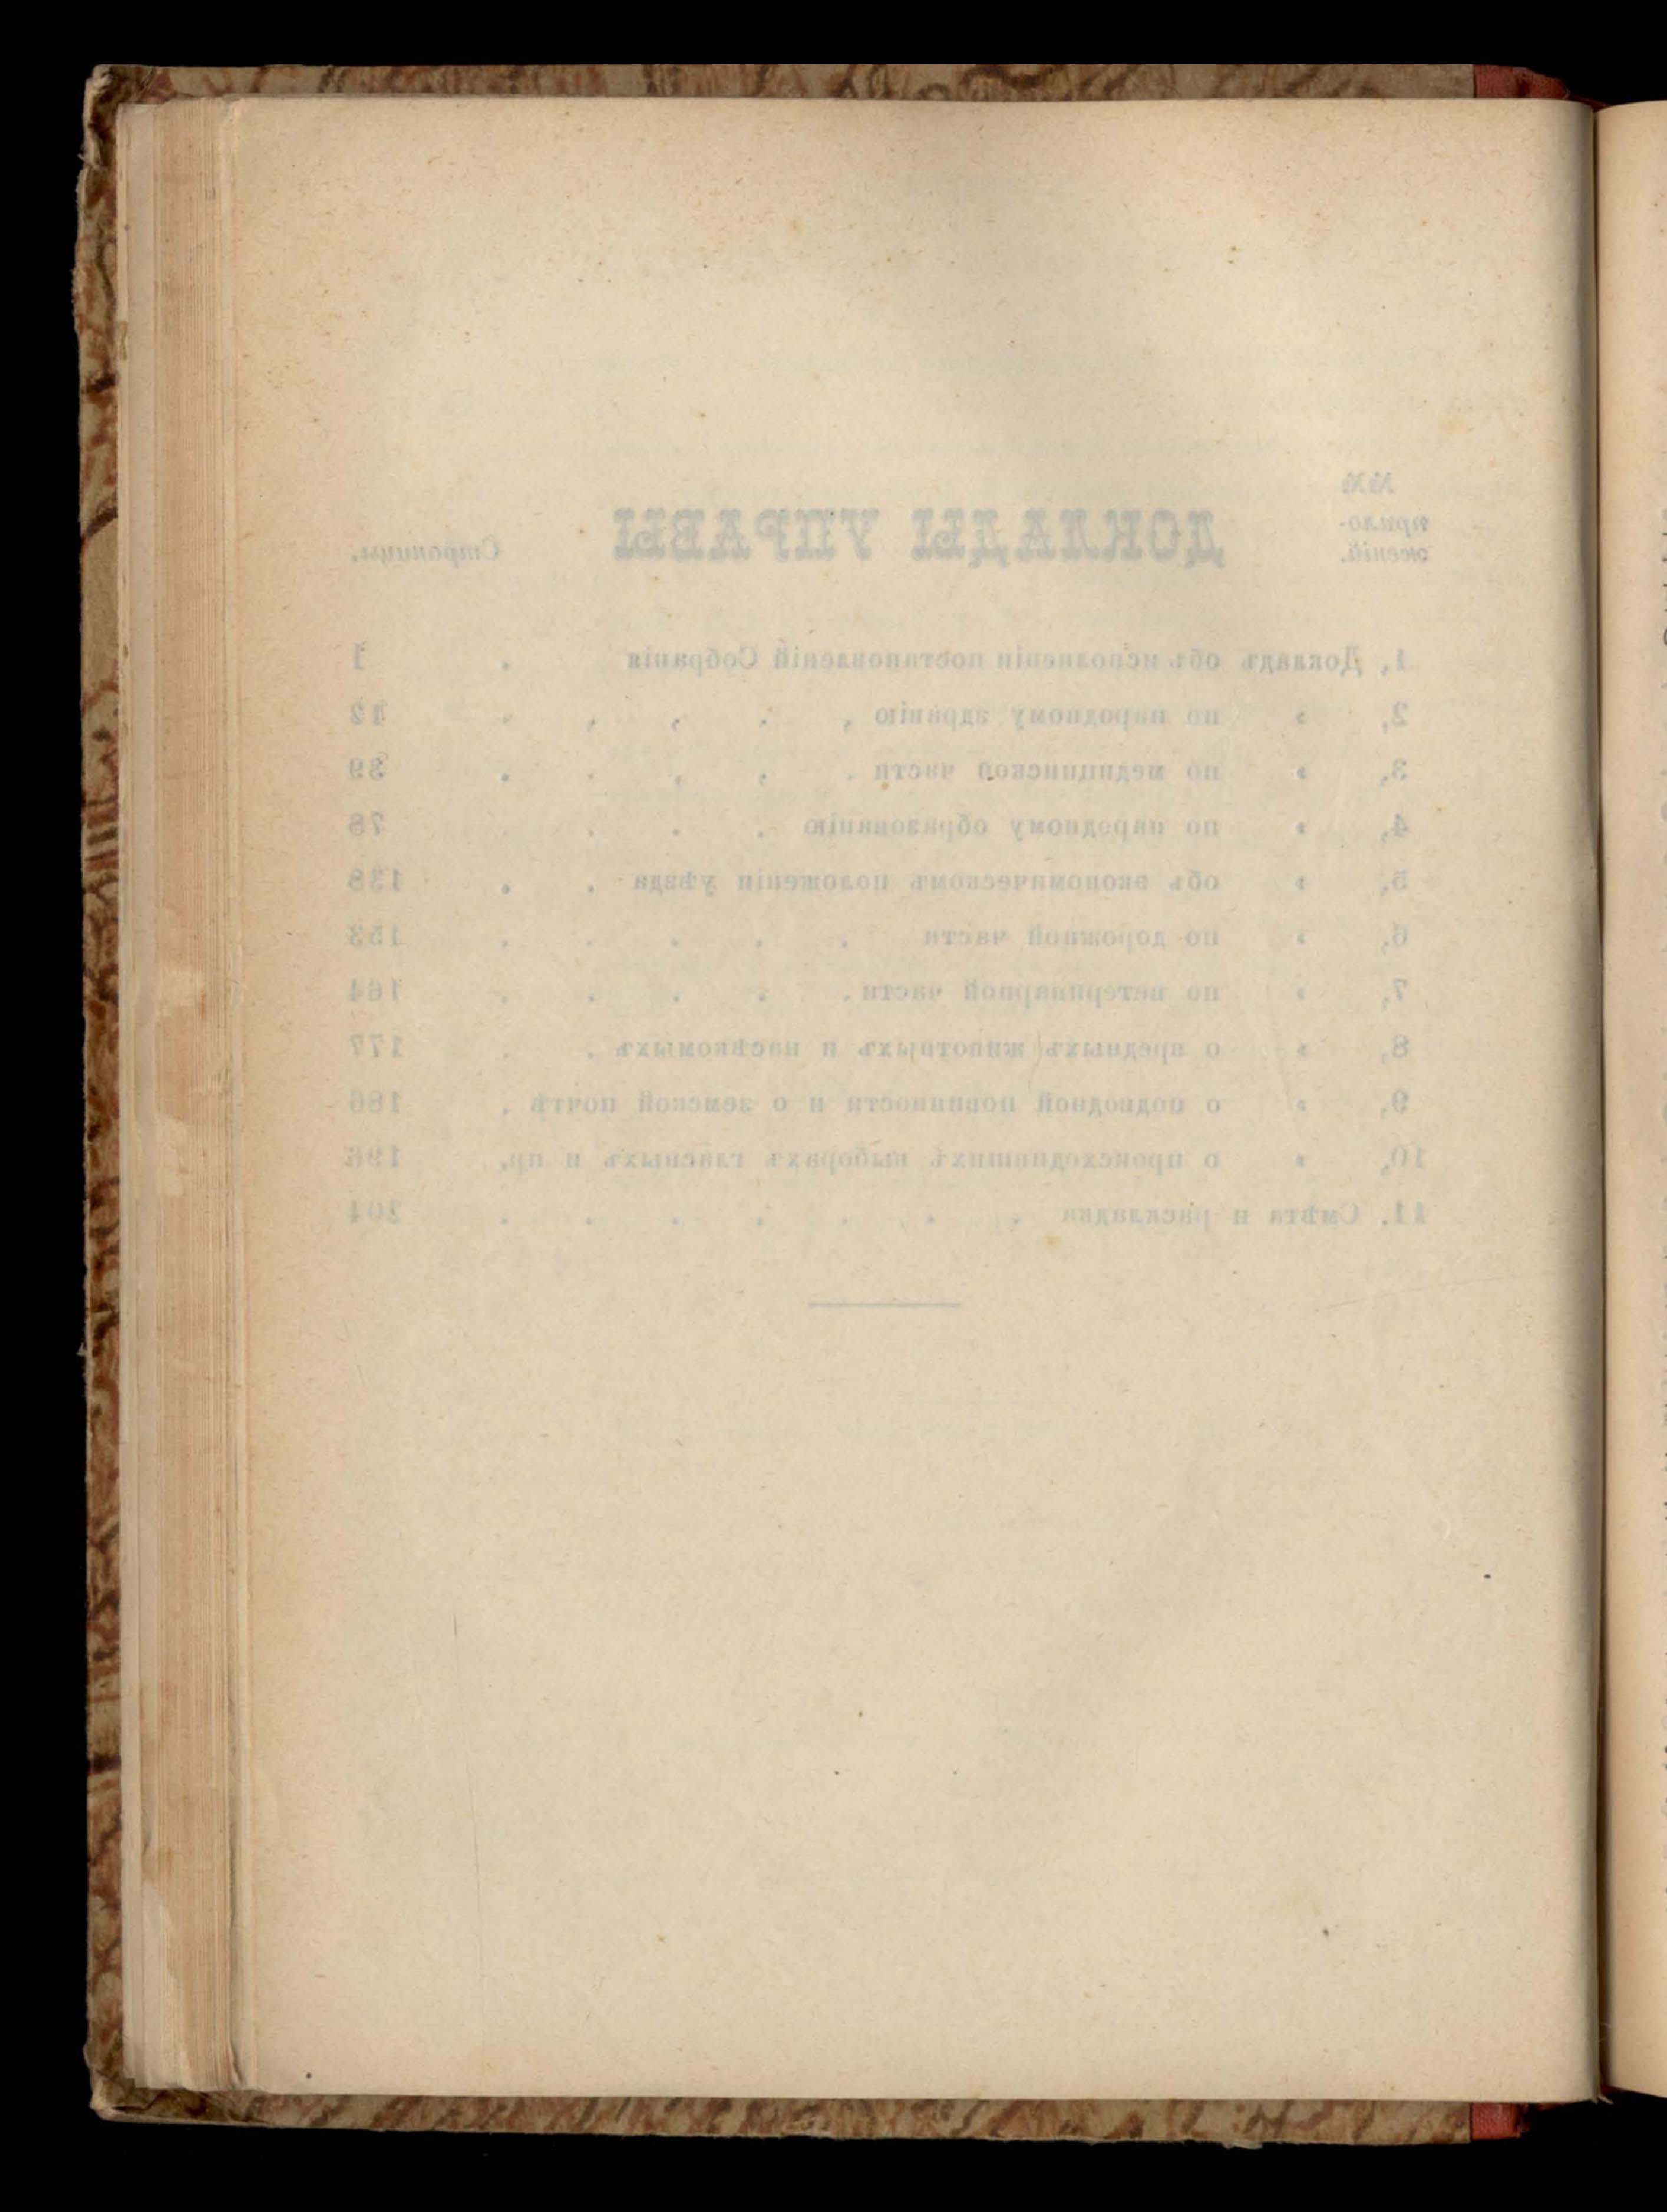 №№
прило-
женій.
ДОКЛАДЫ УПРАВЫ
Страницы.
1, Докладъ объ исполненіи постановленій Собранія . 1
2, » по народному здравію , . , , . 12
3, » по медицинской части . , , . . 39
4, » по народному образованію . . . 78
5, » объ экономическомъ положеніи уѣзда . . 138
6, » по дорожной части . . . . . 153
7, » по ветеринарной части . . . . . 164
8, » о вредныхъ животныхъ и насѣкомыхъ . . 177
9, » о подводной повинности и о земской почтѣ , 186
10, » о происходившихъ выборахъ гласныхъ и пр,
11. Смѣта и раскладка . . . . . . . 204